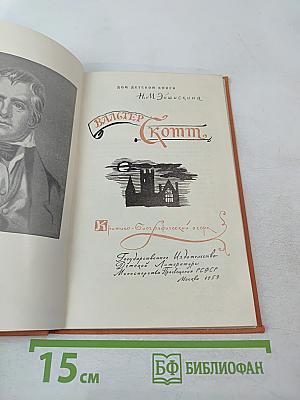 ДОМ ДЕТСКОЙ КНИГИ
Н.М.Эйшискина
ВАЛЬТЕР
Скотт
Критико-биографический очерк
Государственное Издательство
Детской Литературы
Министерства Просвещения РСФСР
Москва 1959
15 см
БФ БИБЛИОФАН